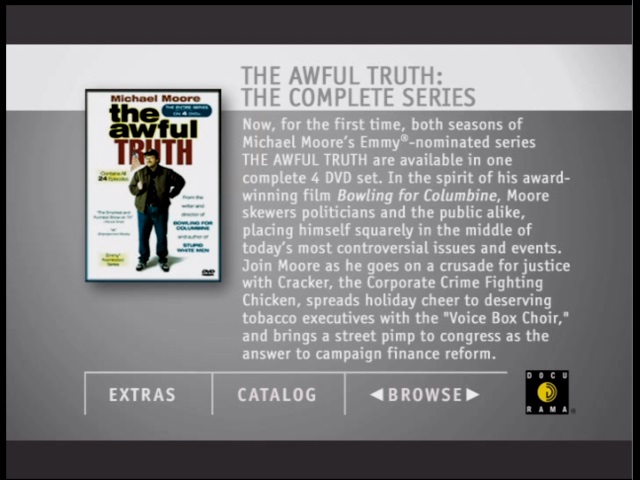 THE AWFUL TRUTH:
THE COMPLETE SERIES
Michael Moore
THE ENTIRE SERIES
ON 4 DVDs
the
awful
TRUTH
Contains All
24 Episodes
From the
writer and
director of
BOWLING FOR
COLUMBINE
and author of
STUPID
WHITE MEN
DVD
Now, for the first time, both seasons of
Michael Moore's Emmy®-nominated series
THE AWFUL TRUTH are available in one
complete 4 DVD set. In the spirit of his award-
winning film Bowling for Columbine, Moore
skewers politicians and the public alike,
placing himself squarely in the middle of
today's most controversial issues and events.
Join Moore as he goes on a crusade for justice
with Cracker, the Corporate Crime Fighting
Chicken, spreads holiday cheer to deserving
tobacco executives with the "Voice Box Choir,"
and brings a street pimp to congress as the
answer to campaign finance reform.
EXTRAS
CATALOG
◀BROWSE▶
DOCU
RAMA®